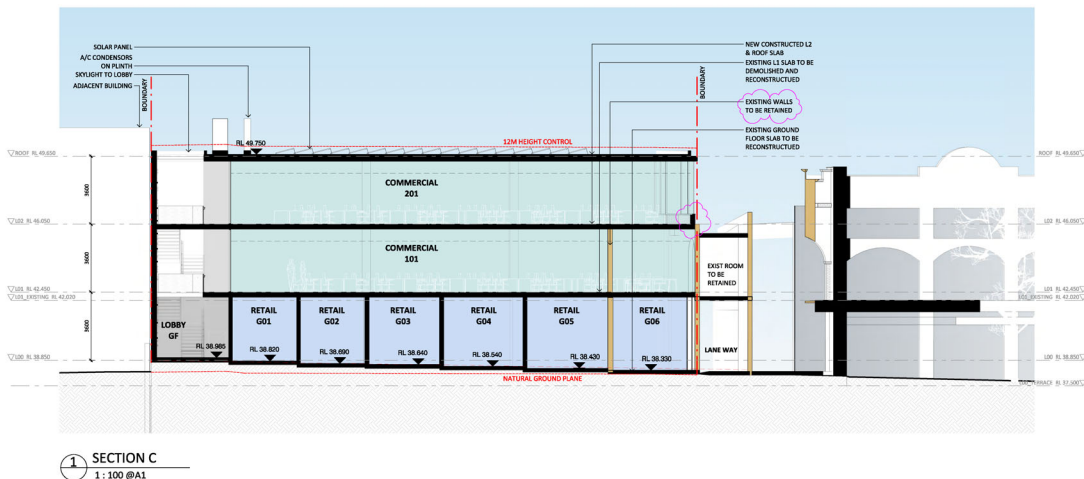 SOLAR PANEL
A/C CONDENSORS
ON PLINTH
SKYLIGHT TO LOBBY
ADJACENT BUILDING
BOUNDARY
NEW CONSTRUCTED L2
& ROOF SLAB
EXISTING L1 SLAB TO BE
DEMOLISHED AND
RECONSTRUCTUED
EXISTING WALLS
TO BE RETAINED
EXISTING GROUND
FLOOR SLAB TO BE
RECONSTRUCTUED
BOUNDARY
RL 49.750
12M HEIGHT CONTROL
ROOF RL 49.650
ROOF RL 49.650
3600
COMMERCIAL
201
L02 RL 46.050
L02 RL 46.050
3600
COMMERCIAL
101
EXIST ROOM
TO BE
RETAINED
L01 RL 42.450
L01 RL 42.450
L01_EXISTING RL 42.020
L01_EXISTING RL 42.020
3600
LOBBY
GF
RETAIL
G01
RETAIL
G02
RETAIL
G03
RETAIL
G04
RETAIL
G05
RETAIL
G06
LANE WAY
RL 38.985
RL 38.820
RL 38.690
RL 38.640
RL 38.540
RL 38.430
RL 38.330
L00 RL 38.850
L00 RL 38.850
NATURAL GROUND PLANE
TERRACE RL 37.500
1
SECTION C
1 : 100 @A1